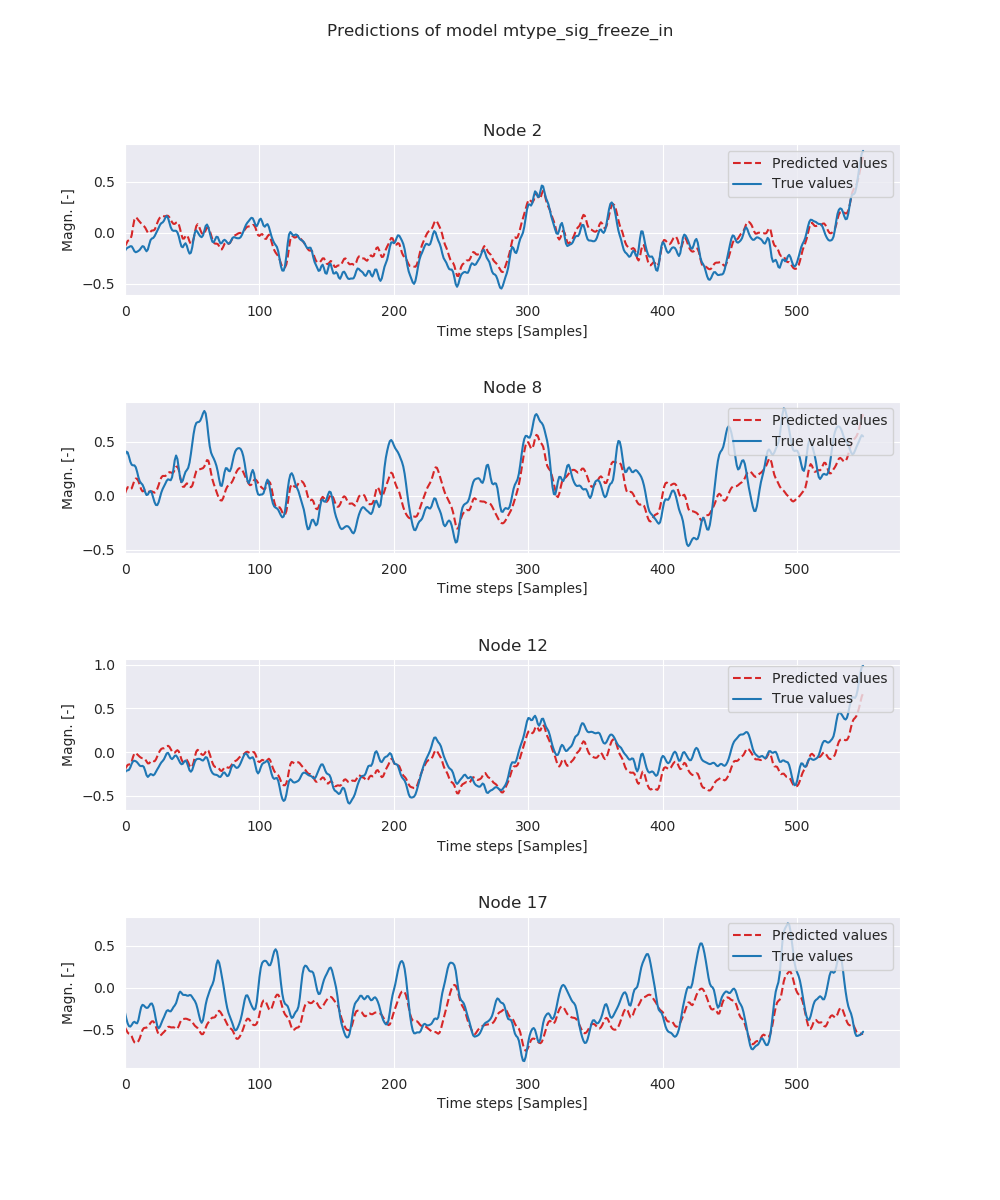 Predictions of model mtype_sig_freeze_in
Node 2
Magn. [-]
0.5
0.0
−0.5
Predicted values
True values
0 100 200 300 400 500
Time steps [Samples]
Node 8
Magn. [-]
0.5
0.0
−0.5
Predicted values
True values
0 100 200 300 400 500
Time steps [Samples]
Node 12
Magn. [-]
1.0
0.5
0.0
−0.5
Predicted values
True values
0 100 200 300 400 500
Time steps [Samples]
Node 17
Magn. [-]
0.5
0.0
−0.5
Predicted values
True values
0 100 200 300 400 500
Time steps [Samples]